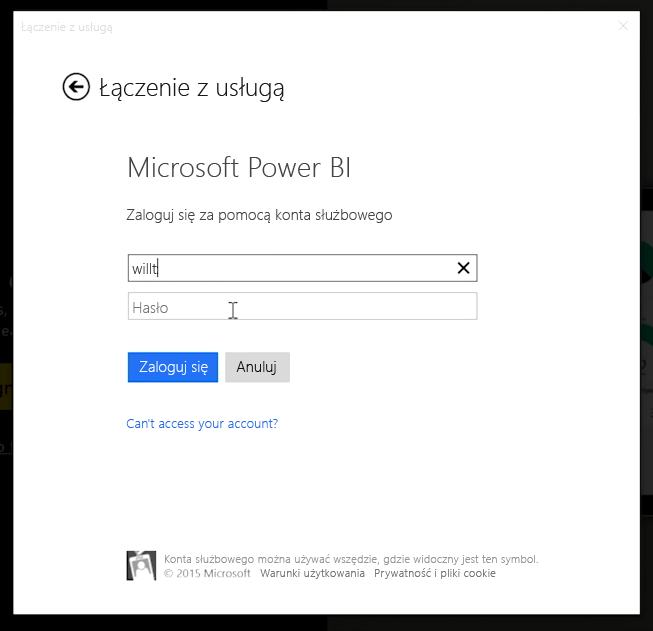 Łączenie z usługą
Łączenie z usługą
Microsoft Power BI
Zaloguj się za pomocą konta służbowego
willt
Hasło
Zaloguj się Anuluj
Can't access your account?
Konta służbowego można używać wszędzie, gdzie widoczny jest ten symbol.
© 2015 Microsoft Warunki użytkowania Prywatność i pliki cookie